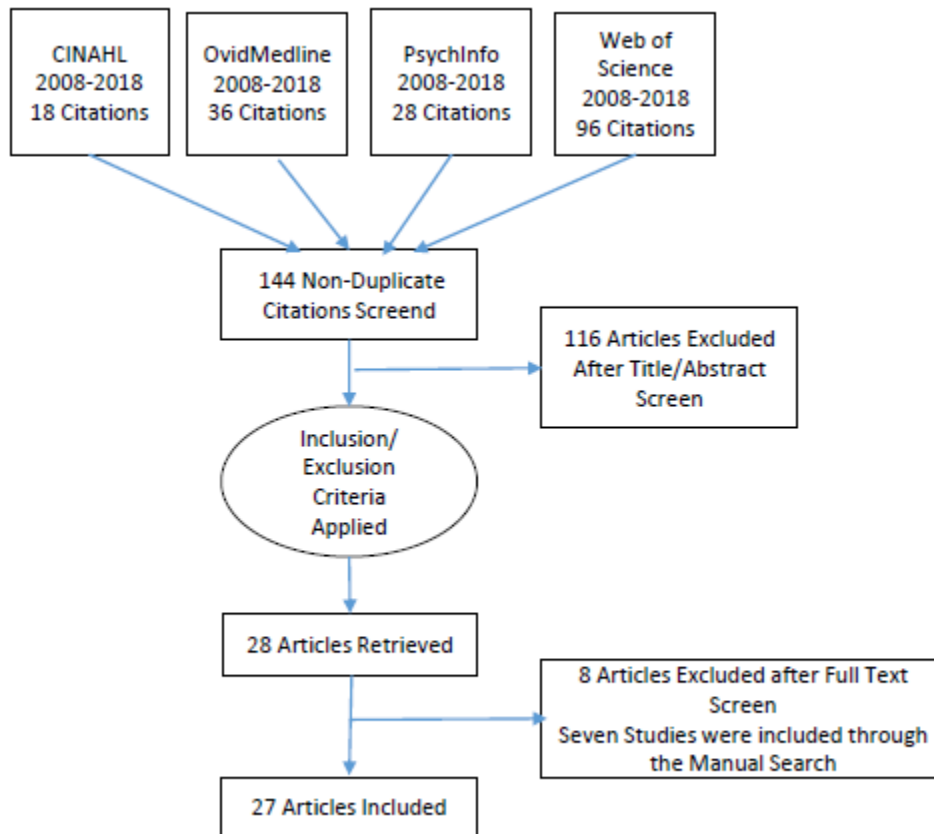 CINAHL
2008-2018
18 Citations
OvidMedline
2008-2018
36 Citations
PsychInfo
2008-2018
28 Citations
Web of
Science
2008-2018
96 Citations
144 Non-Duplicate
Citations Screend
116 Articles Excluded
After Title/Abstract
Screen
Inclusion/
Exclusion
Criteria
Applied
28 Articles Retrieved
8 Articles Excluded after Full Text
Screen
Seven Studies were included through
the Manual Search
27 Articles Included